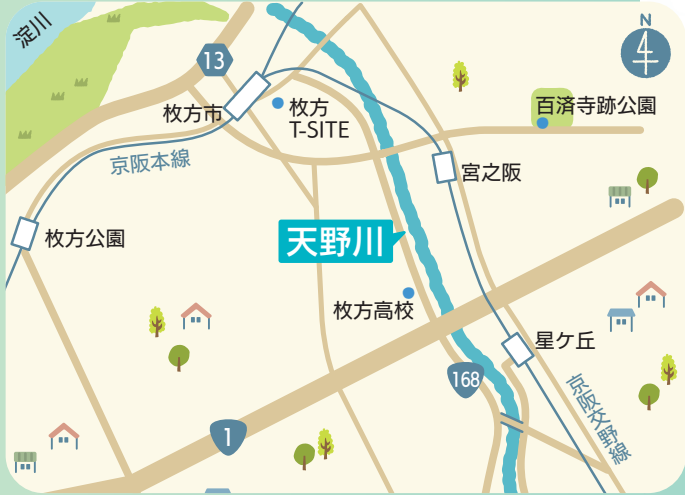 淀川
N
13
枚方市
枚方
T-SITE
百済寺跡公園
京阪本線
宮之阪
枚方公園
天野川
枚方高校
星ケ丘
168
京阪交野線
1